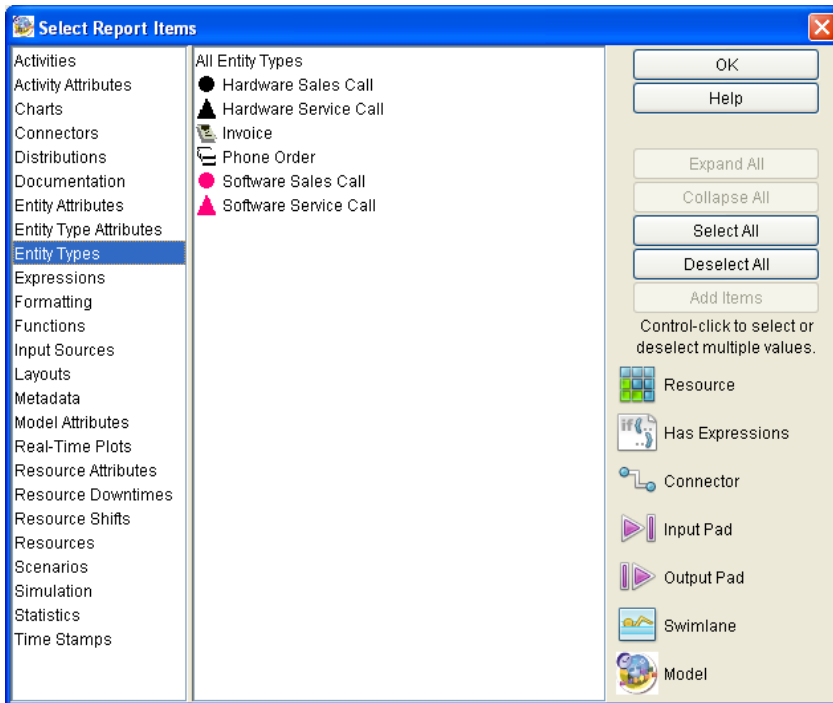 Select Report Items
Activities
Activity Attributes
Charts
Connectors
Distributions
Documentation
Entity Attributes
Entity Type Attributes
Entity Types
Expressions
Formatting
Functions
Input Sources
Layouts
Metadata
Model Attributes
Real-Time Plots
Resource Attributes
Resource Downtimes
Resource Shifts
Resources
Scenarios
Simulation
Statistics
Time Stamps
All Entity Types
Hardware Sales Call
Hardware Service Call
Invoice
Phone Order
Software Sales Call
Software Service Call
OK
Help
Expand All
Collapse All
Select All
Deselect All
Add Items
Control-click to select or
deselect multiple values.
Resource
if(...)
Has Expressions
Connector
Input Pad
Output Pad
Swimlane
Model